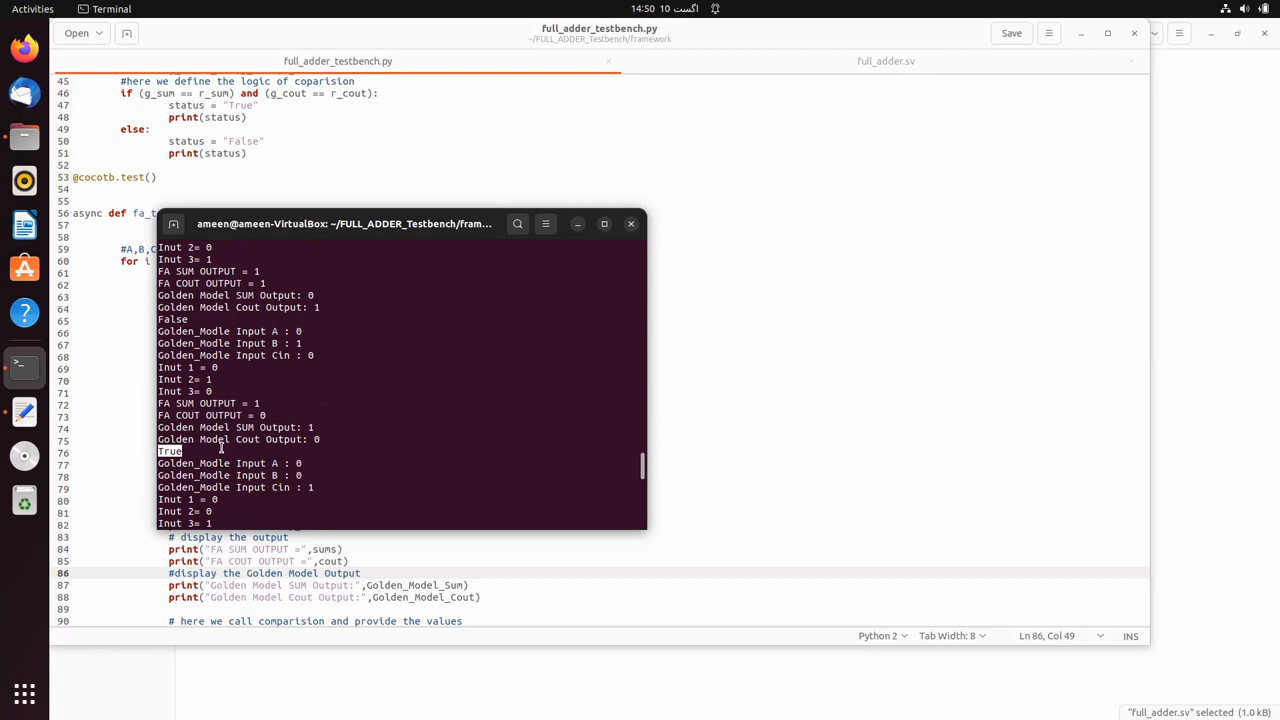 Activities
Terminal
14:50 اگست 10
Open
full_adder_testbench.py
~/FULL_ADDER_Testbench/framework
Save
full_adder_testbench.py
full_adder.sv
45 #here we define the logic of coparision
46 if (g_sum == r_sum) and (g_cout == r_cout):
47 status = "True"
48 print(status)
49 else:
50 status = "False"
51 print(status)
52
53 @cocotb.test()
54
55
56 async def fa_t
57
58
59 #A,B,C
60 for i
61
62
63
64
65
66
67
68
69
70
71
72
73
74
75
76
77
78
79
80
81
82
83 # display the output
84 print("FA SUM OUTPUT =",sums)
85 print("FA COUT OUTPUT =",cout)
86 #display the Golden Model Output
87 print("Golden Model SUM Output:",Golden_Model_Sum)
88 print("Golden Model Cout Output:",Golden_Model_Cout)
89
90 # here we call comparision and provide the values
ameen@ameen-VirtualBox: ~/FULL_ADDER_Testbench/fram...
Inut 2= 0
Inut 3= 1
FA SUM OUTPUT = 1
FA COUT OUTPUT = 1
Golden Model SUM Output: 0
Golden Model Cout Output: 1
False
Golden_Modle Input A : 0
Golden_Modle Input B : 1
Golden_Modle Input Cin : 0
Inut 1 = 0
Inut 2= 1
Inut 3= 0
FA SUM OUTPUT = 1
FA COUT OUTPUT = 0
Golden Model SUM Output: 1
Golden Model Cout Output: 0
True
Golden_Modle Input A : 0
Golden_Modle Input B : 0
Golden_Modle Input Cin : 1
Inut 1 = 0
Inut 2= 0
Inut 3= 1
Python 2
Tab Width: 8
Ln 86, Col 49
INS
"full_adder.sv" selected (1.0 kB)